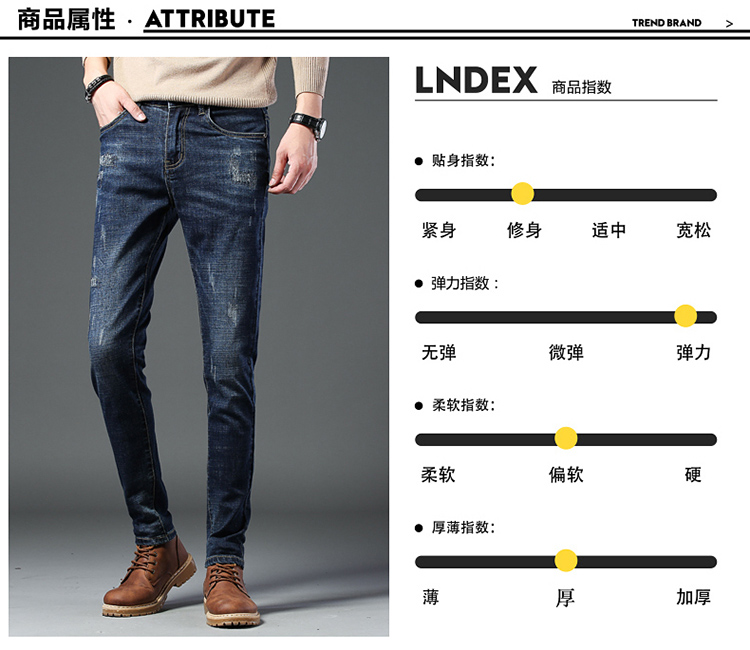 商品属性 · ATTRIBUTE
TREND BRAND >
LNDEX 商品指数
贴身指数：
紧身 修身 适中 宽松
弹力指数：
无弹 微弹 弹力
柔软指数：
柔软 偏软 硬
厚薄指数：
薄 厚 加厚